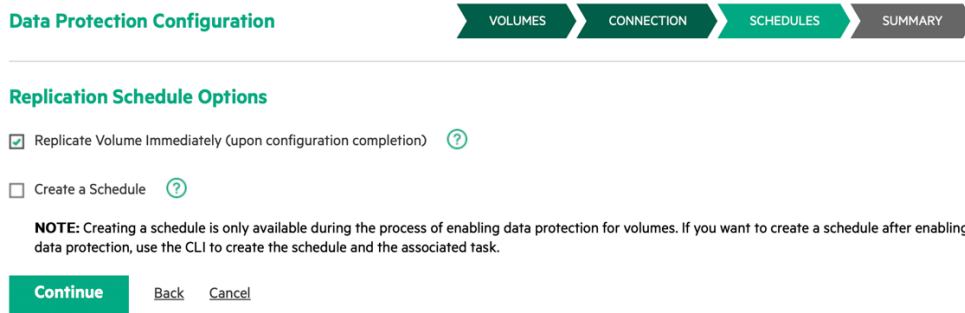 Data Protection Configuration
VOLUMES
CONNECTION
SCHEDULES
SUMMARY
Replication Schedule Options
Replicate Volume Immediately (upon configuration completion) ?
Create a Schedule ?
NOTE: Creating a schedule is only available during the process of enabling data protection for volumes. If you want to create a schedule after enabling
data protection, use the CLI to create the schedule and the associated task.
Continue Back Cancel